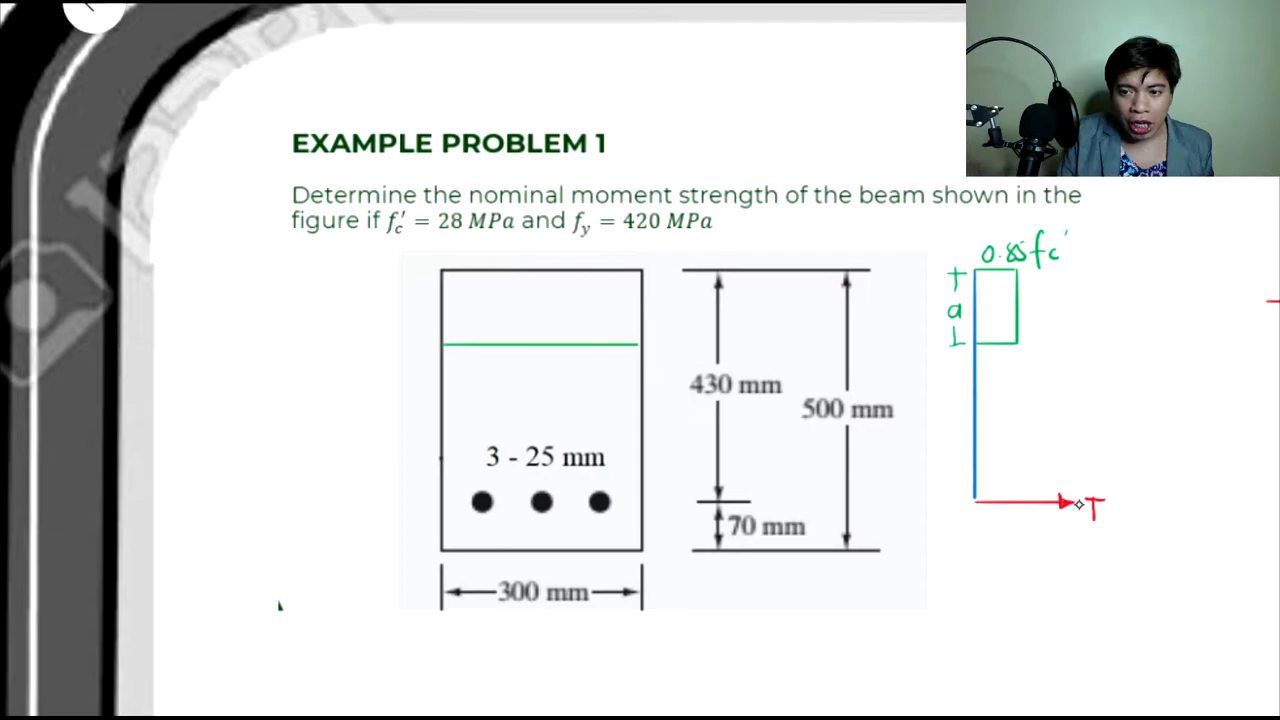 EXAMPLE PROBLEM 1
Determine the nominal moment strength of the beam shown in the
figure if f′c = 28 MPa and fy = 420 MPa
0.85fc'
a
430 mm
500 mm
3 - 25 mm
T
70 mm
300 mm